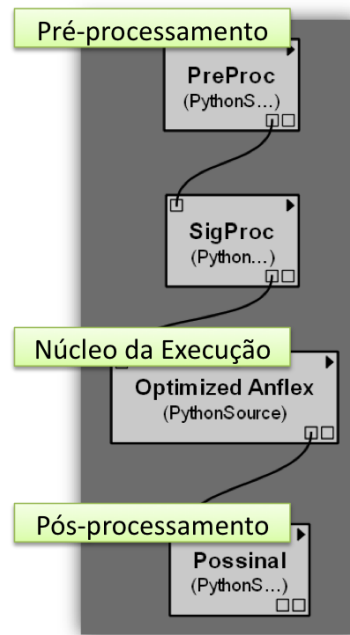 Pré-processamento
PreProc
(PythonS...)
SigProc
(Python...)
Núcleo da Execução
Optimized Anflex
(PythonSource)
Pós-processamento
Possinal
(PythonS...)